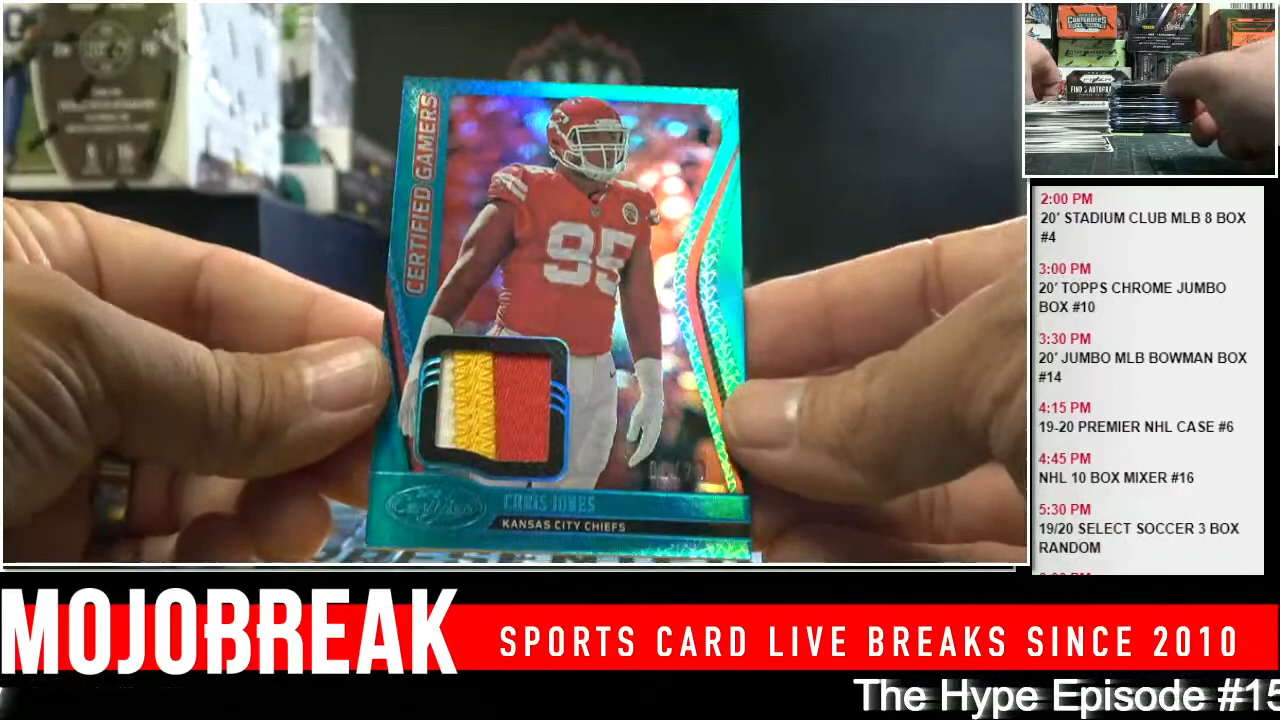 CERTIFIED GAMERS
95
CHRIS JONES
KANSAS CITY CHIEFS
CONTENDERS
PRIZM
2:00 PM
20' STADIUM CLUB MLB 8 BOX
#4
3:00 PM
20' TOPPS CHROME JUMBO
BOX #10
3:30 PM
20' JUMBO MLB BOWMAN BOX
#14
4:15 PM
19-20 PREMIER NHL CASE #6
4:45 PM
NHL 10 BOX MIXER #16
5:30 PM
19/20 SELECT SOCCER 3 BOX
RANDOM
MOJOBREAK
SPORTS CARD LIVE BREAKS SINCE 2010
The Hype Episode #15